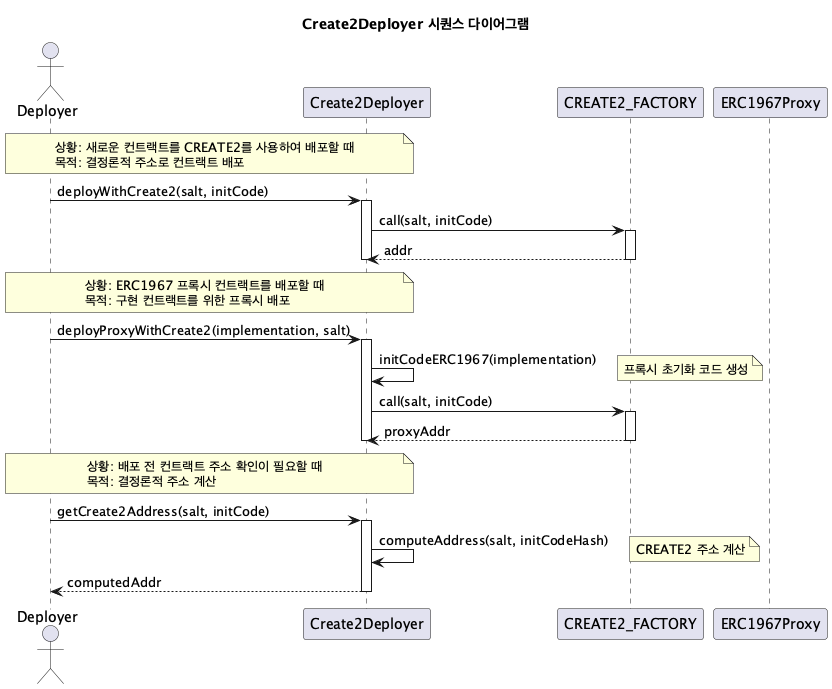 Create2Deployer 시퀀스 다이어그램
Deployer
Create2Deployer
CREATE2_FACTORY
ERC1967Proxy
상황: 새로운 컨트랙트를 CREATE2를 사용하여 배포할 때
목적: 결정론적 주소로 컨트랙트 배포
deployWithCreate2(salt, initCode)
call(salt, initCode)
addr
상황: ERC1967 프록시 컨트랙트를 배포할 때
목적: 구현 컨트랙트를 위한 프록시 배포
deployProxyWithCreate2(implementation, salt)
initCodeERC1967(implementation)
프록시 초기화 코드 생성
call(salt, initCode)
proxyAddr
상황: 배포 전 컨트랙트 주소 확인이 필요할 때
목적: 결정론적 주소 계산
getCreate2Address(salt, initCode)
computeAddress(salt, initCodeHash)
CREATE2 주소 계산
computedAddr
Deployer
Create2Deployer
CREATE2_FACTORY
ERC1967Proxy